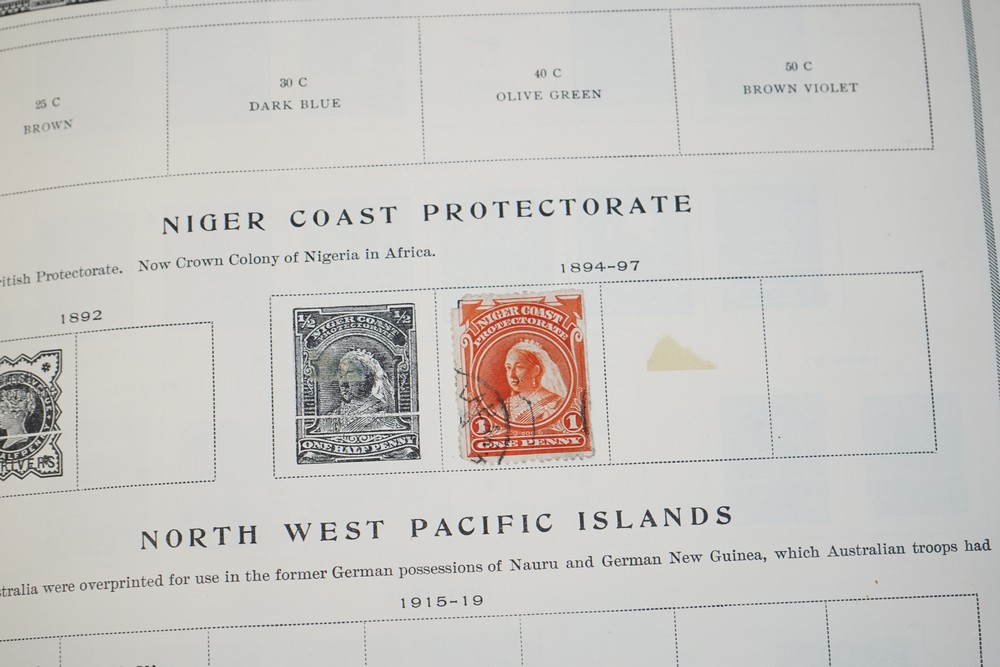 25 C
BROWN
30 C
DARK BLUE
40 C
OLIVE GREEN
50 C
BROWN VIOLET
NIGER COAST PROTECTORATE
ritish Protectorate. Now Crown Colony of Nigeria in Africa.
1892
1894-97
RIVERS
½ ½
NIGER COAST
PROTECTORATE
ONE HALF PENNY
NIGER COAST
PROTECTORATE
1 1
ONE PENNY
NORTH WEST PACIFIC ISLANDS
stralia were overprinted for use in the former German possessions of Nauru and German New Guinea, which Australian troops had
1915-19